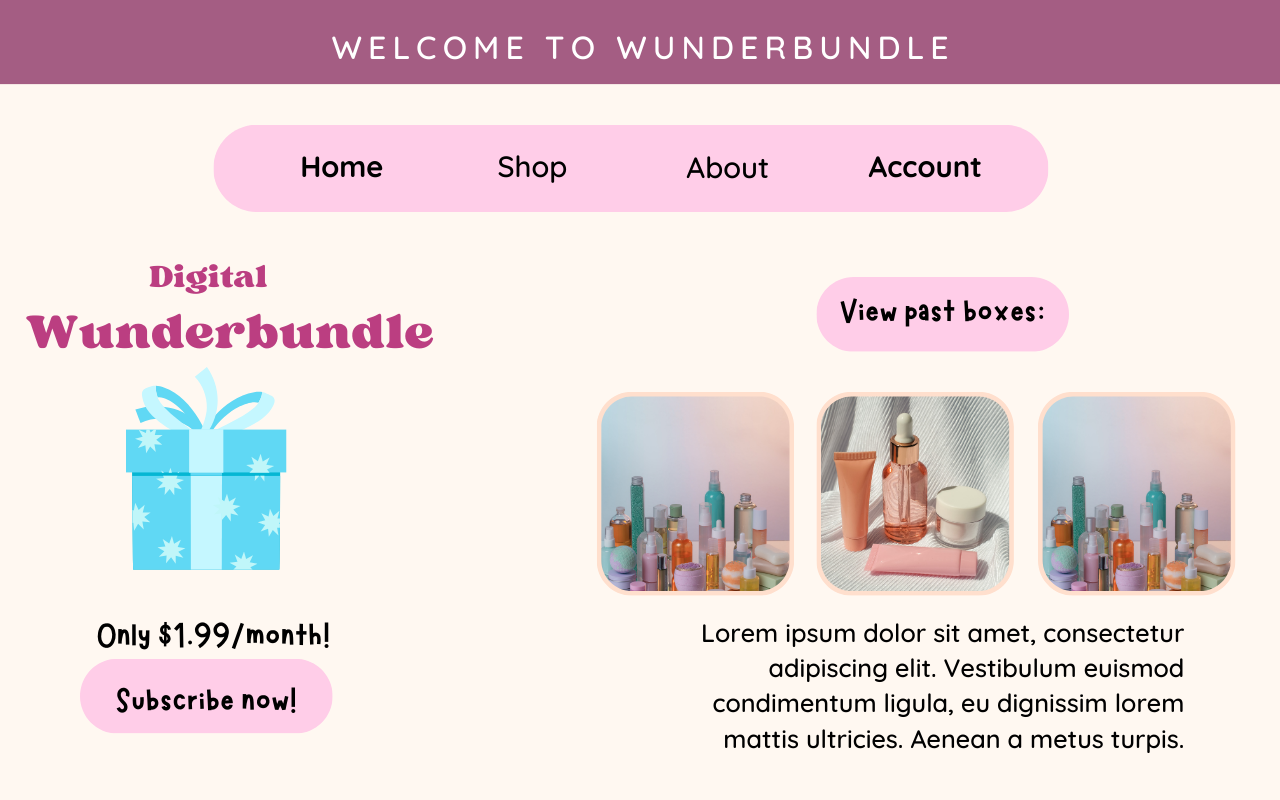 WELCOME TO WUNDERBUNDLE
Home Shop About Account
Digital
Wunderbundle
Only $1.99/month!
Subscribe now!
View past boxes:
Lorem ipsum dolor sit amet, consectetur
adipiscing elit. Vestibulum euismod
condimentum ligula, eu dignissim lorem
mattis ultricies. Aenean a metus turpis.